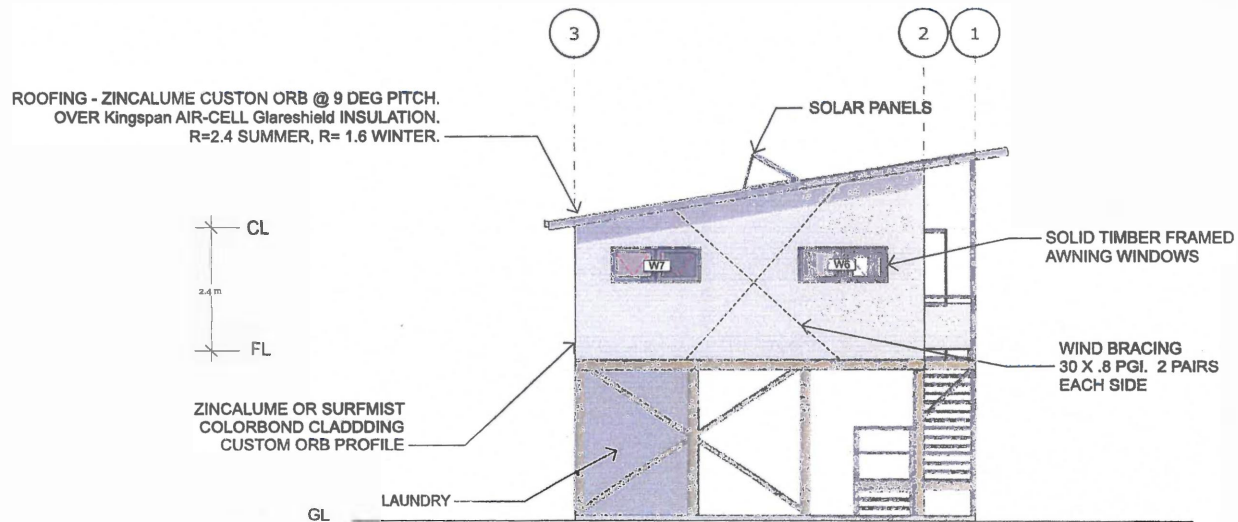 3
2
1
ROOFING - ZINCALUME CUSTON ORB @ 9 DEG PITCH.
OVER Kingspan AIR-CELL Glareshield INSULATION.
R=2.4 SUMMER, R= 1.6 WINTER.
SOLAR PANELS
CL
2.4 m
FL
W7
W6
SOLID TIMBER FRAMED
AWNING WINDOWS
WIND BRACING
30 X .8 PGI. 2 PAIRS
EACH SIDE
ZINCALUME OR SURFMIST
COLORBOND CLADDDING
CUSTOM ORB PROFILE
LAUNDRY
GL